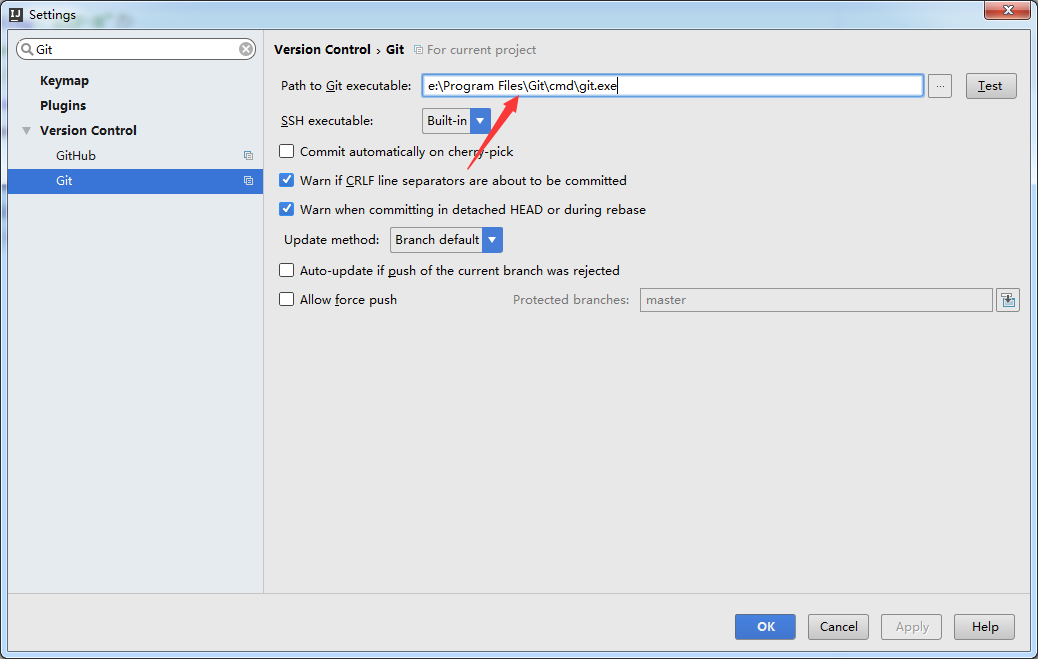 Settings
Git
Keymap
Plugins
Version Control
GitHub
Git
Version Control › Git For current project
Path to Git executable: e:\Program Files\Git\cmd\git.exe ... Test
SSH executable: Built-in
Commit automatically on cherry-pick
Warn if CRLF line separators are about to be committed
Warn when committing in detached HEAD or during rebase
Update method: Branch default
Auto-update if push of the current branch was rejected
Allow force push Protected branches: master
OK Cancel Apply Help